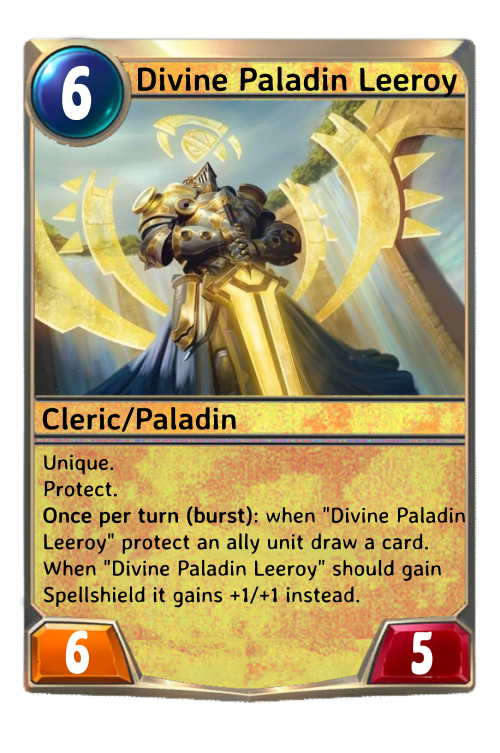 6
Divine Paladin Leeroy
Cleric/Paladin
Unique.
Protect.
Once per turn (burst): when "Divine Paladin
Leeroy" protect an ally unit draw a card.
When "Divine Paladin Leeroy" should gain
Spellshield it gains +1/+1 instead.
6
5